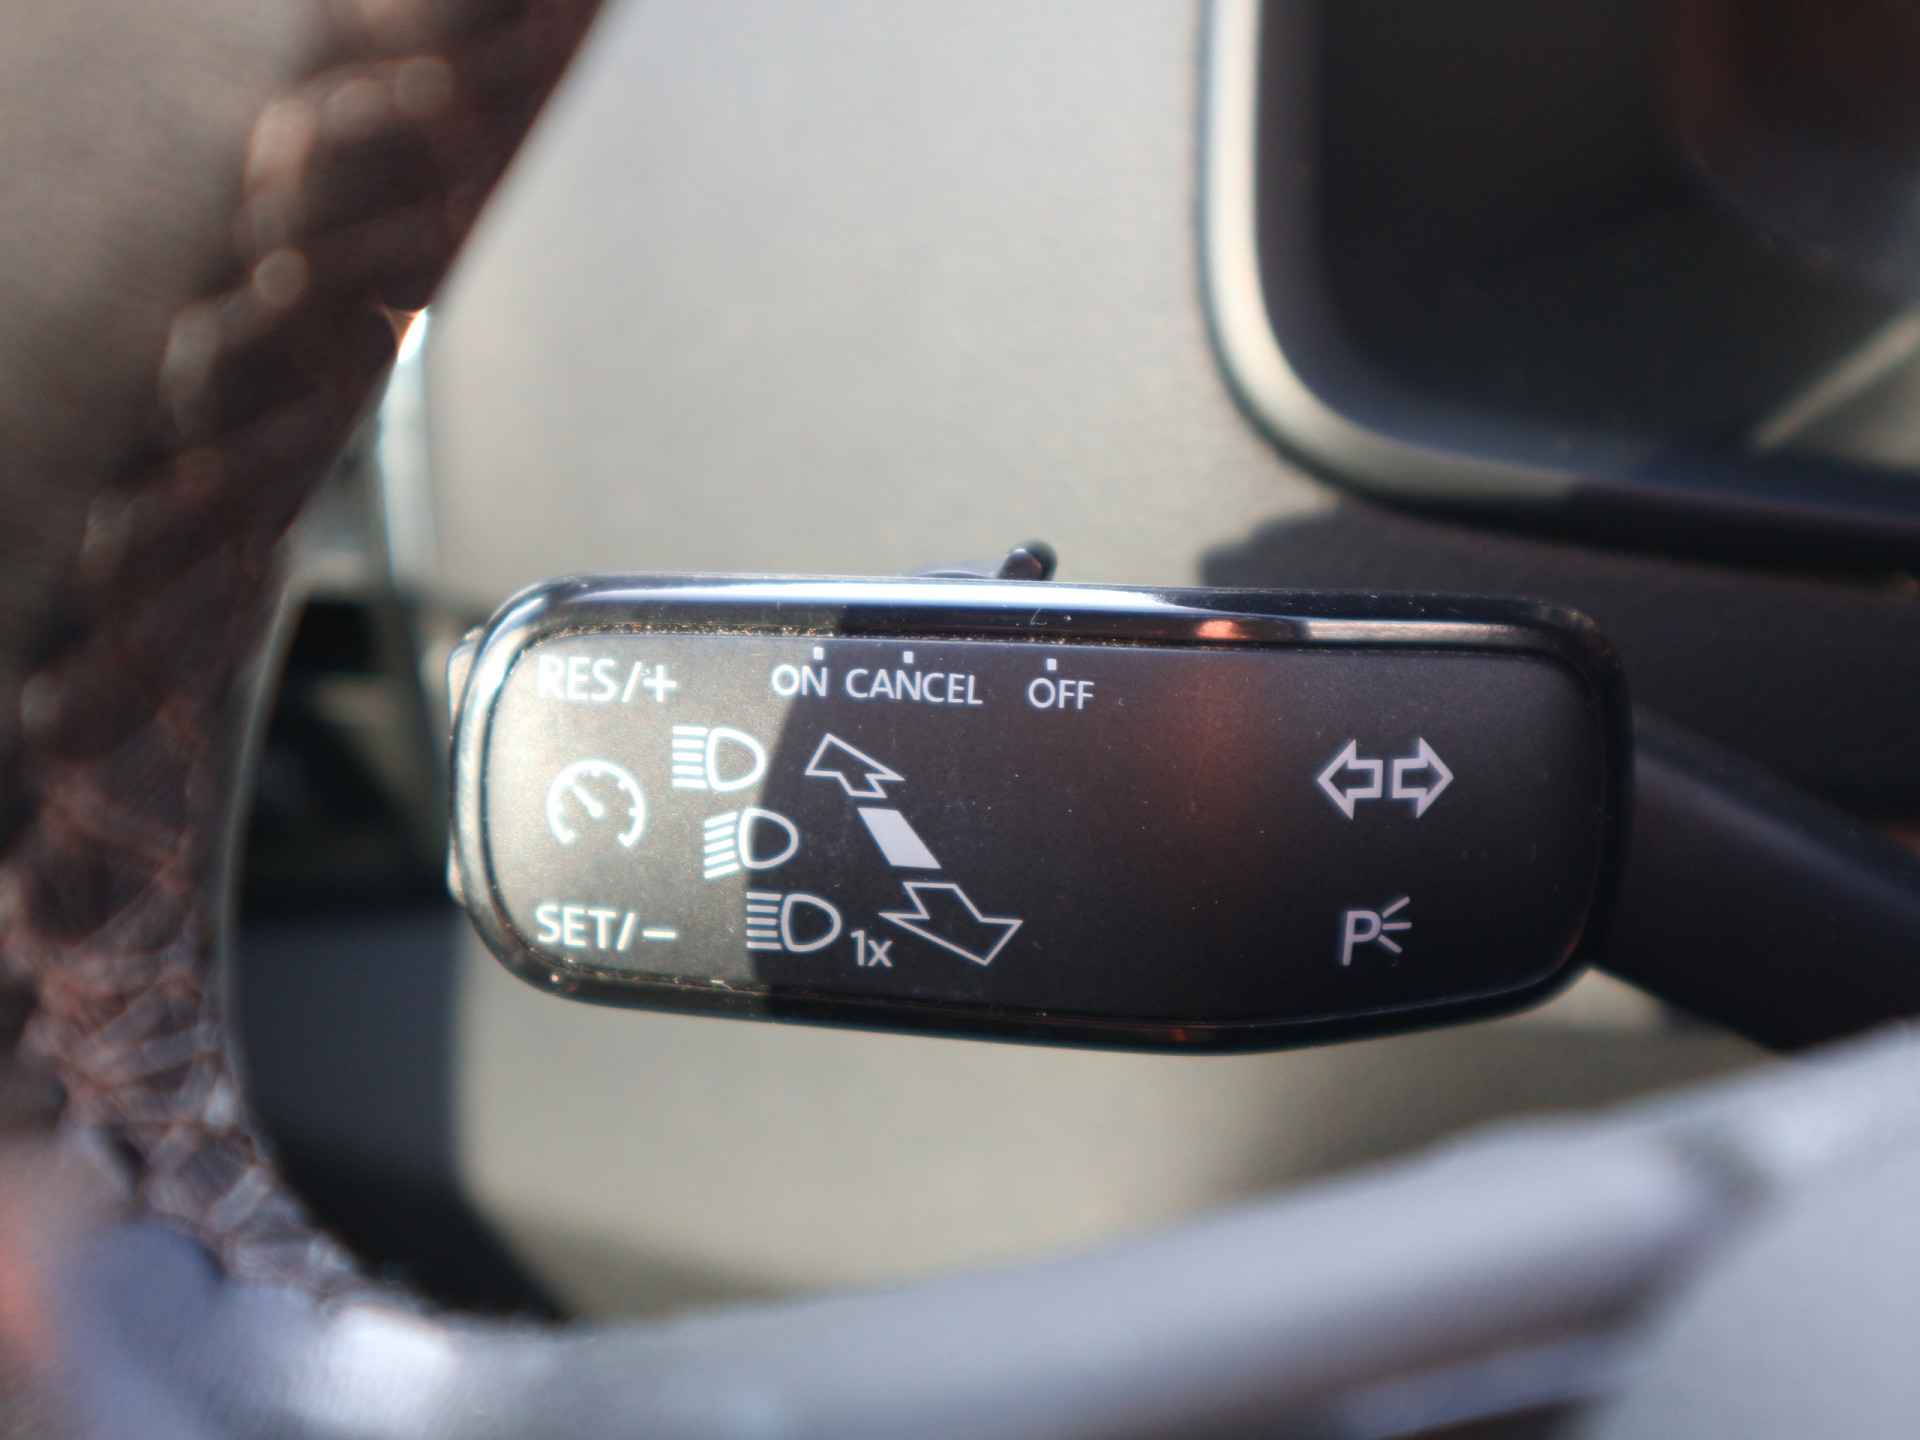 RES/+ ON CANCEL OFF
SET/− 1x P